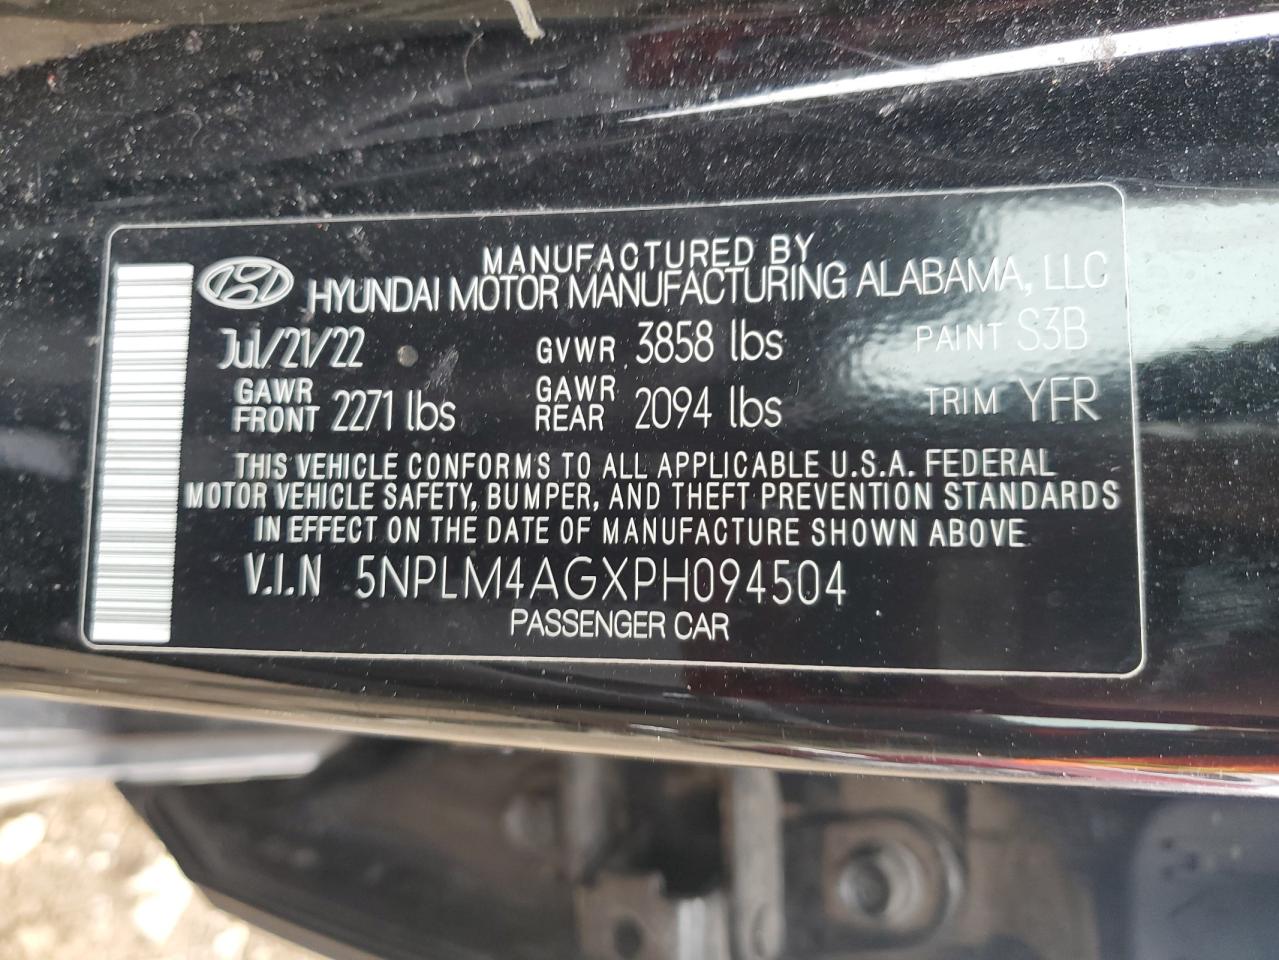 MANUFACTURED BY
HYUNDAI MOTOR MANUFACTURING ALABAMA, LLC
Jul/21/22 GVWR 3858 lbs PAINT S3B
GAWR FRONT 2271 lbs GAWR REAR 2094 lbs TRIM YFR
THIS VEHICLE CONFORMS TO ALL APPLICABLE U.S.A. FEDERAL
MOTOR VEHICLE SAFETY, BUMPER, AND THEFT PREVENTION STANDARDS
IN EFFECT ON THE DATE OF MANUFACTURE SHOWN ABOVE
V.I.N 5NPLM4AGXPH094504
PASSENGER CAR